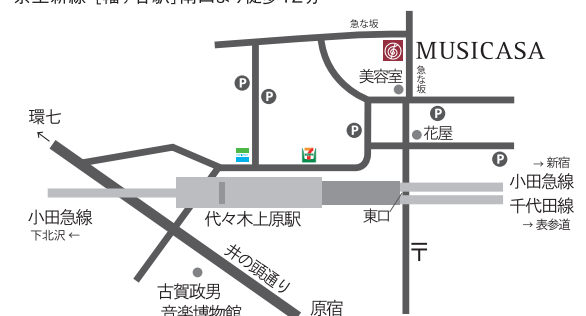 急な坂
MUSICASA
急な坂
美容室
P
P
P
花屋
P
環七
P
7
→ 新宿
小田急線
千代田線
→ 表参道
小田急線
下北沢 ←
代々木上原駅
東口
〒
井の頭通り
古賀政男
音楽博物館
原宿